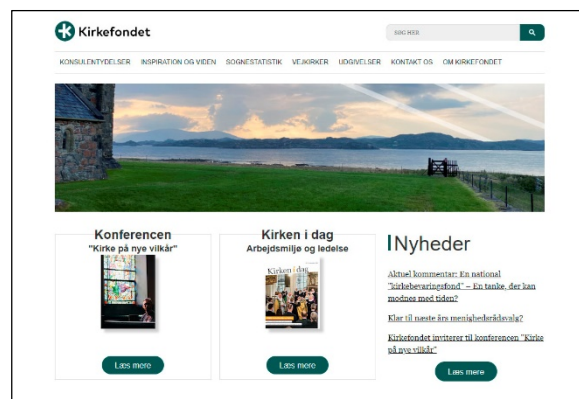 Kirkefondet
SØG HER
KONSULENTYDELSER INSPIRATION OG VIDEN SOGNESTATISTIK VEJKIRKER UDGIVELSER KONTAKT OS OM KIRKEFONDET
Konferencen
"Kirke på nye vilkår"
Læs mere
Kirken i dag
Arbejdsmiljø og ledelse
Kirken i dag
Læs mere
Nyheder
Aktuel kommentar: En national
"kirkebevaringsfond" – En tanke, der kan
modnes med tiden?
Klar til næste års menighedsrådsvalg?
Kirkefondet inviterer til konferencen "Kirke
på nye vilkår"
Læs mere